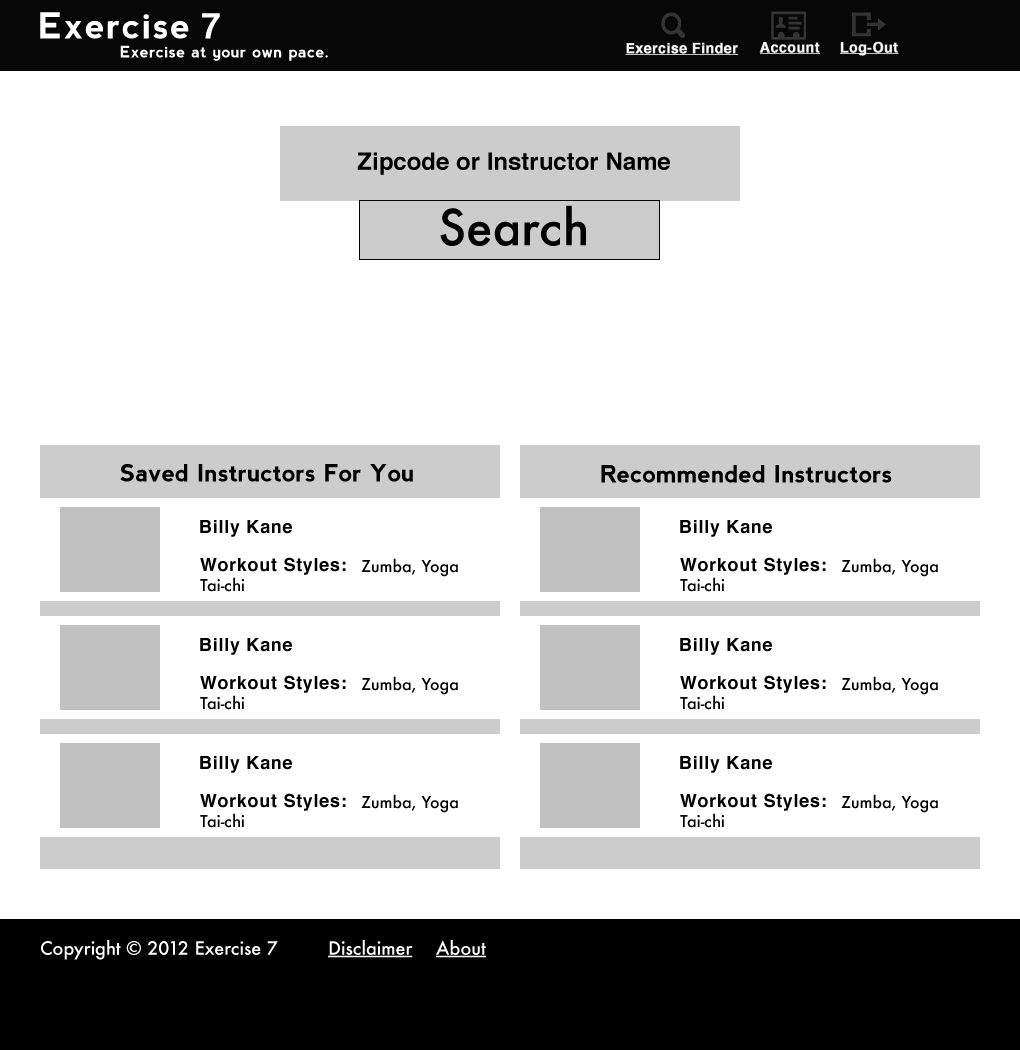 Exercise 7
Exercise at your own pace.
Exercise Finder
Account
Log-Out
Zipcode or Instructor Name
Search
Saved Instructors For You
Billy Kane
Workout Styles: Zumba, Yoga
Tai-chi
Billy Kane
Workout Styles: Zumba, Yoga
Tai-chi
Billy Kane
Workout Styles: Zumba, Yoga
Tai-chi
Recommended Instructors
Billy Kane
Workout Styles: Zumba, Yoga
Tai-chi
Billy Kane
Workout Styles: Zumba, Yoga
Tai-chi
Billy Kane
Workout Styles: Zumba, Yoga
Tai-chi
Copyright © 2012 Exercise 7 Disclaimer About